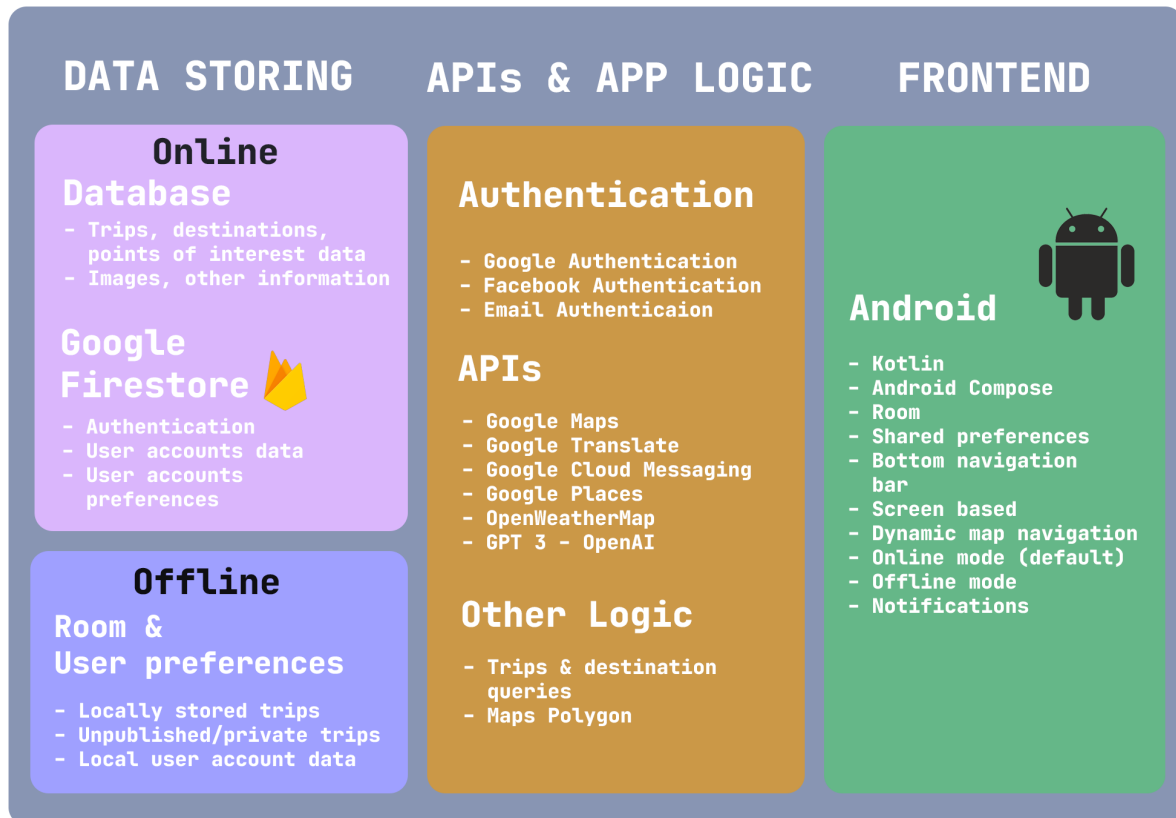 DATA STORING
Online
Database
- Trips, destinations,
points of interest data
- Images, other information
Google
Firestore
- Authentication
- User accounts data
- User accounts
preferences
Offline
Room &
User preferences
- Locally stored trips
- Unpublished/private trips
- Local user account data
APIs & APP LOGIC
Authentication
- Google Authentication
- Facebook Authentication
- Email Authenticaion
APIs
- Google Maps
- Google Translate
- Google Cloud Messaging
- Google Places
- OpenWeatherMap
- GPT 3 - OpenAI
Other Logic
- Trips & destination
queries
- Maps Polygon
FRONTEND
Android
- Kotlin
- Android Compose
- Room
- Shared preferences
- Bottom navigation
bar
- Screen based
- Dynamic map navigation
- Online mode (default)
- Offline mode
- Notifications